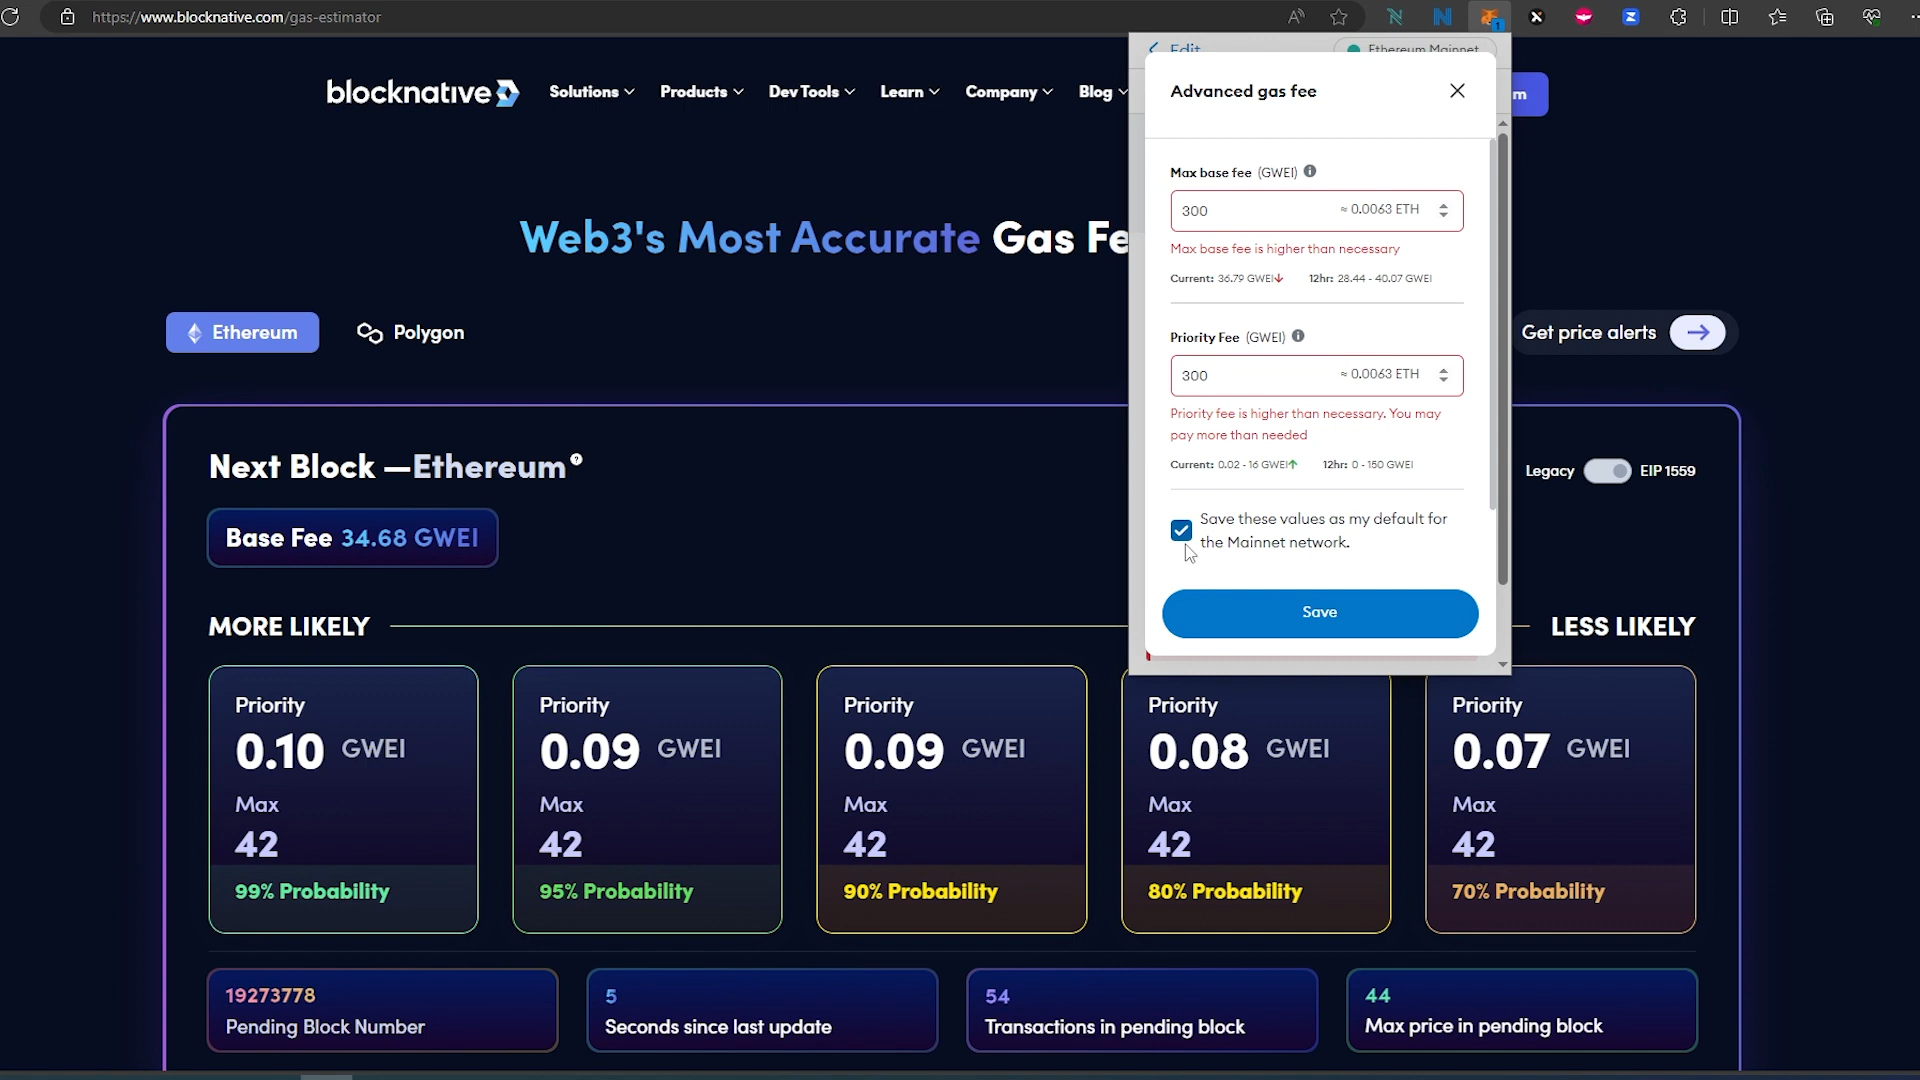 https://www.blocknative.com/gas-estimator
blocknative
Solutions
Products
Dev Tools
Learn
Company
Blog
Edit
Ethereum Mainnet
Advanced gas fee
Web3's Most Accurate Gas Fe
Max base fee (GWEI)
300 ≈ 0.0063 ETH
Max base fee is higher than necessary
Current: 36.79 GWEI 12hr: 28.44 - 40.07 GWEI
Ethereum
Polygon
Get price alerts
Priority Fee (GWEI)
300 ≈ 0.0063 ETH
Priority fee is higher than necessary. You may
pay more than needed
Current: 0.02 - 16 GWEI 12hr: 0 - 150 GWEI
Save these values as my default for
the Mainnet network.
Save
Next Block —Ethereum
Legacy EIP 1559
Base Fee 34.68 GWEI
MORE LIKELY
LESS LIKELY
Priority
0.10 GWEI
Max
42
99% Probability
Priority
0.09 GWEI
Max
42
95% Probability
Priority
0.09 GWEI
Max
42
90% Probability
Priority
0.08 GWEI
Max
42
80% Probability
Priority
0.07 GWEI
Max
42
70% Probability
19273778
Pending Block Number
5
Seconds since last update
54
Transactions in pending block
44
Max price in pending block